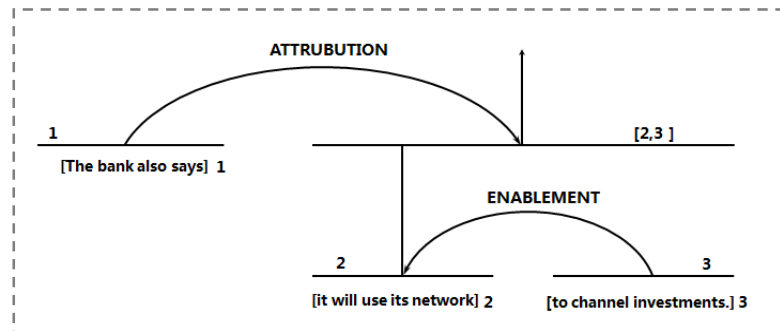 ATTRUBUTION
1
[2,3 ]
[The bank also says] 1
ENABLEMENT
2
3
[it will use its network] 2
[to channel investments.] 3